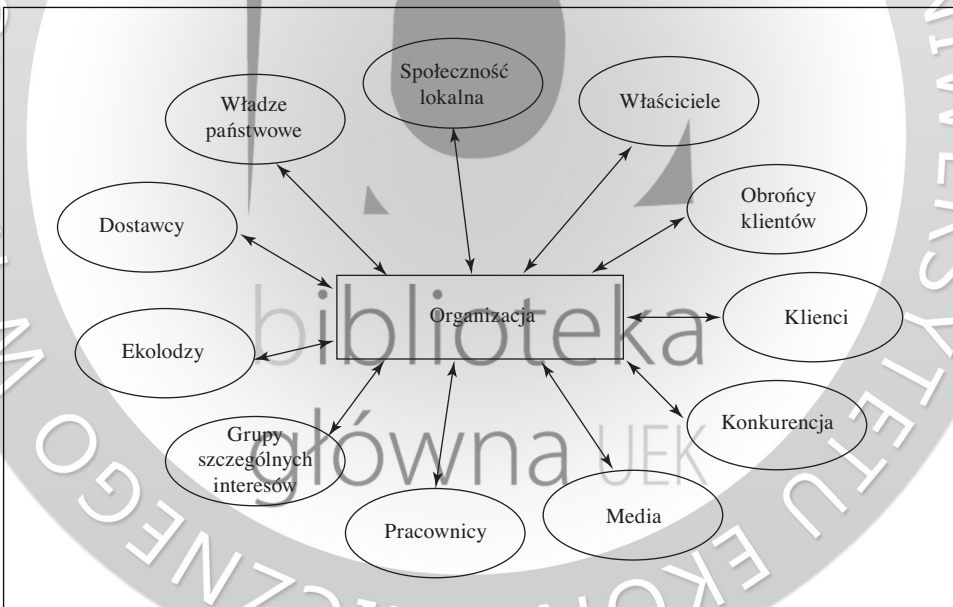 Społeczność
lokalna
Władze
państwowe
Właściciele
Obrońcy
klientów
Dostawcy
Organizacja
Klienci
Ekolodzy
Konkurencja
Grupy
szczególnych
interesów
Pracownicy
Media
biblioteka
główna UEK